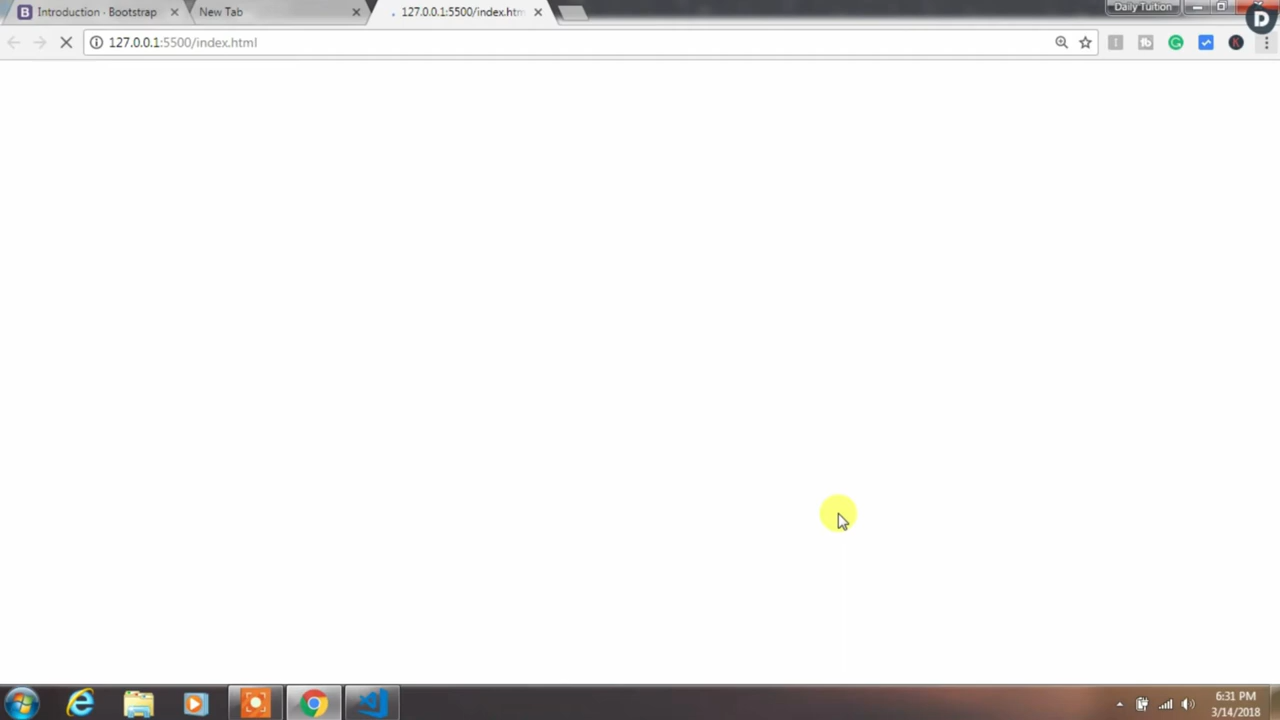 Introduction · Bootstrap
New Tab
127.0.0.1:5500/index.htm
Daily Tuition
D
127.0.0.1:5500/index.html
6:31 PM
3/14/2018